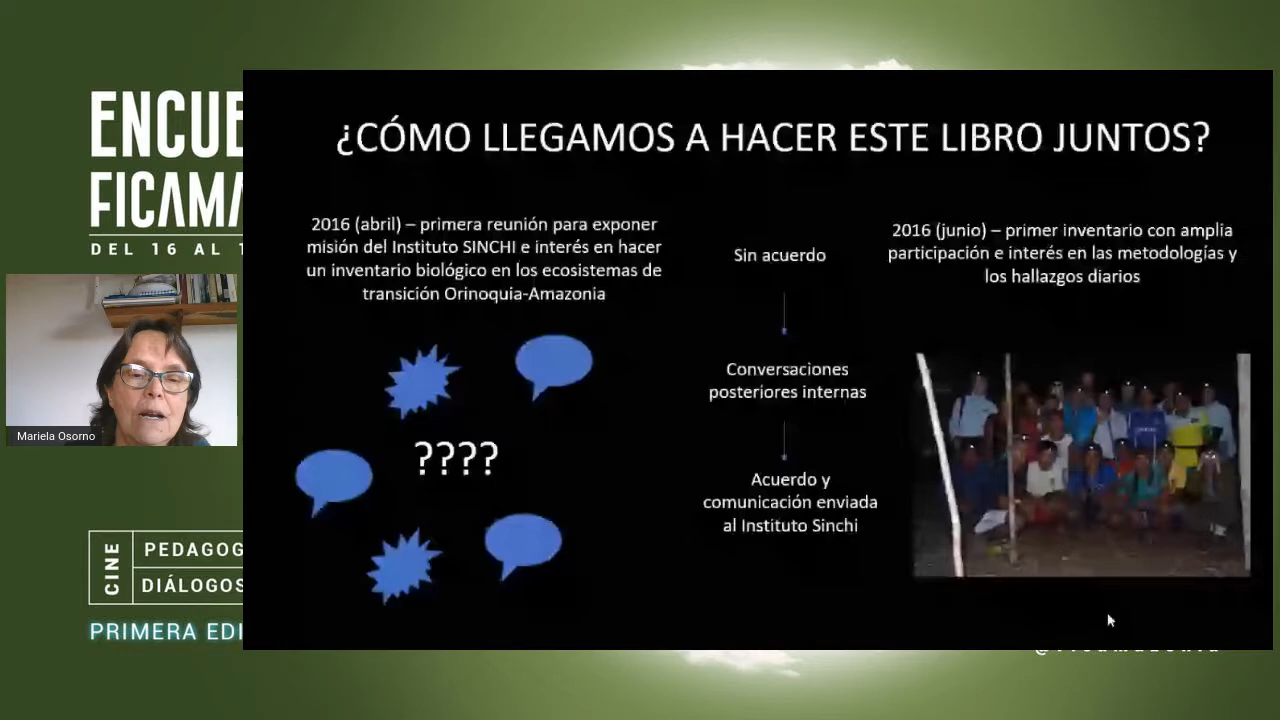 ENCUE
FICAMA
DEL 16 AL 1
Mariela Osorno
CINE
PEDAGOG
DIÁLOGOS
PRIMERA EDI
¿CÓMO LLEGAMOS A HACER ESTE LIBRO JUNTOS?
2016 (abril) – primera reunión para exponer
misión del Instituto SINCHI e interés en hacer
un inventario biológico en los ecosistemas de
transición Orinoquia-Amazonia
????
Sin acuerdo
Conversaciones
posteriores internas
Acuerdo y
comunicación enviada
al Instituto Sinchi
2016 (junio) – primer inventario con amplia
participación e interés en las metodologías y
los hallazgos diarios